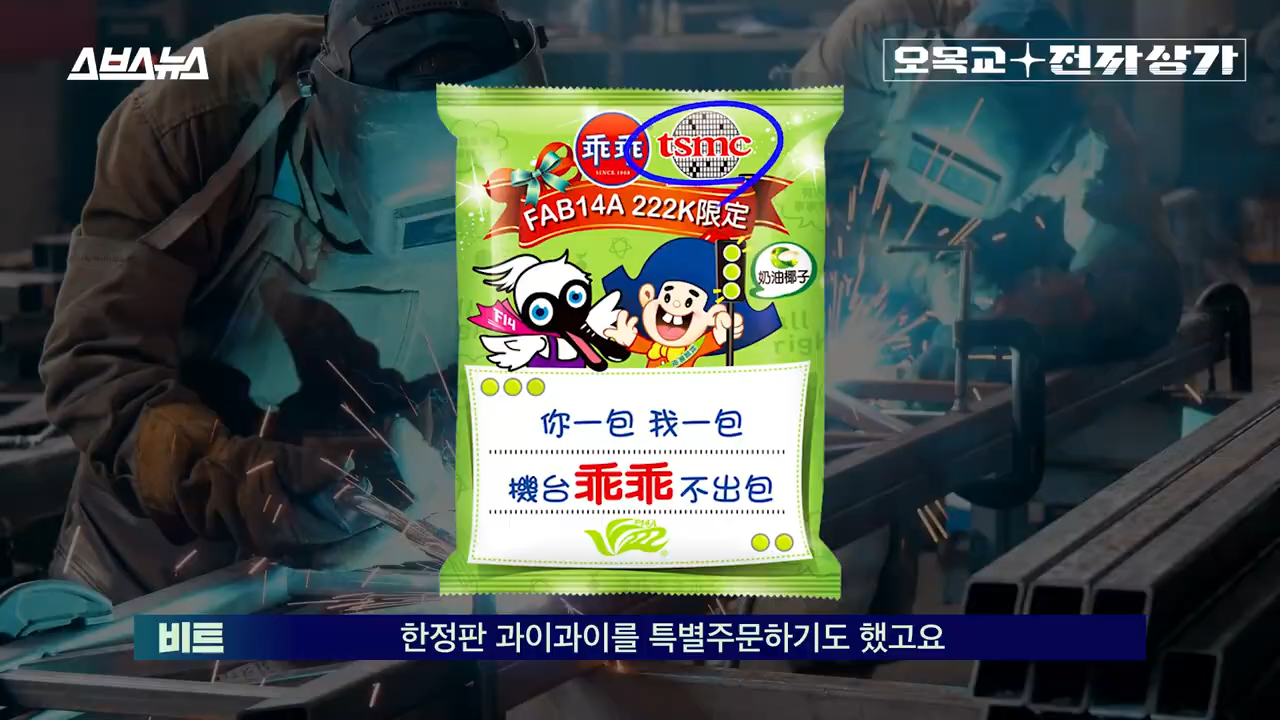 스브스뉴스
오목교 전자상가
乖乖
SINCE 1968
tsmc
FAB14A 222K限定
奶油椰子
F14
你一包 我一包
機台乖乖不出包
F14A
222
비트
한정판 과이과이를 특별주문하기도 했고요